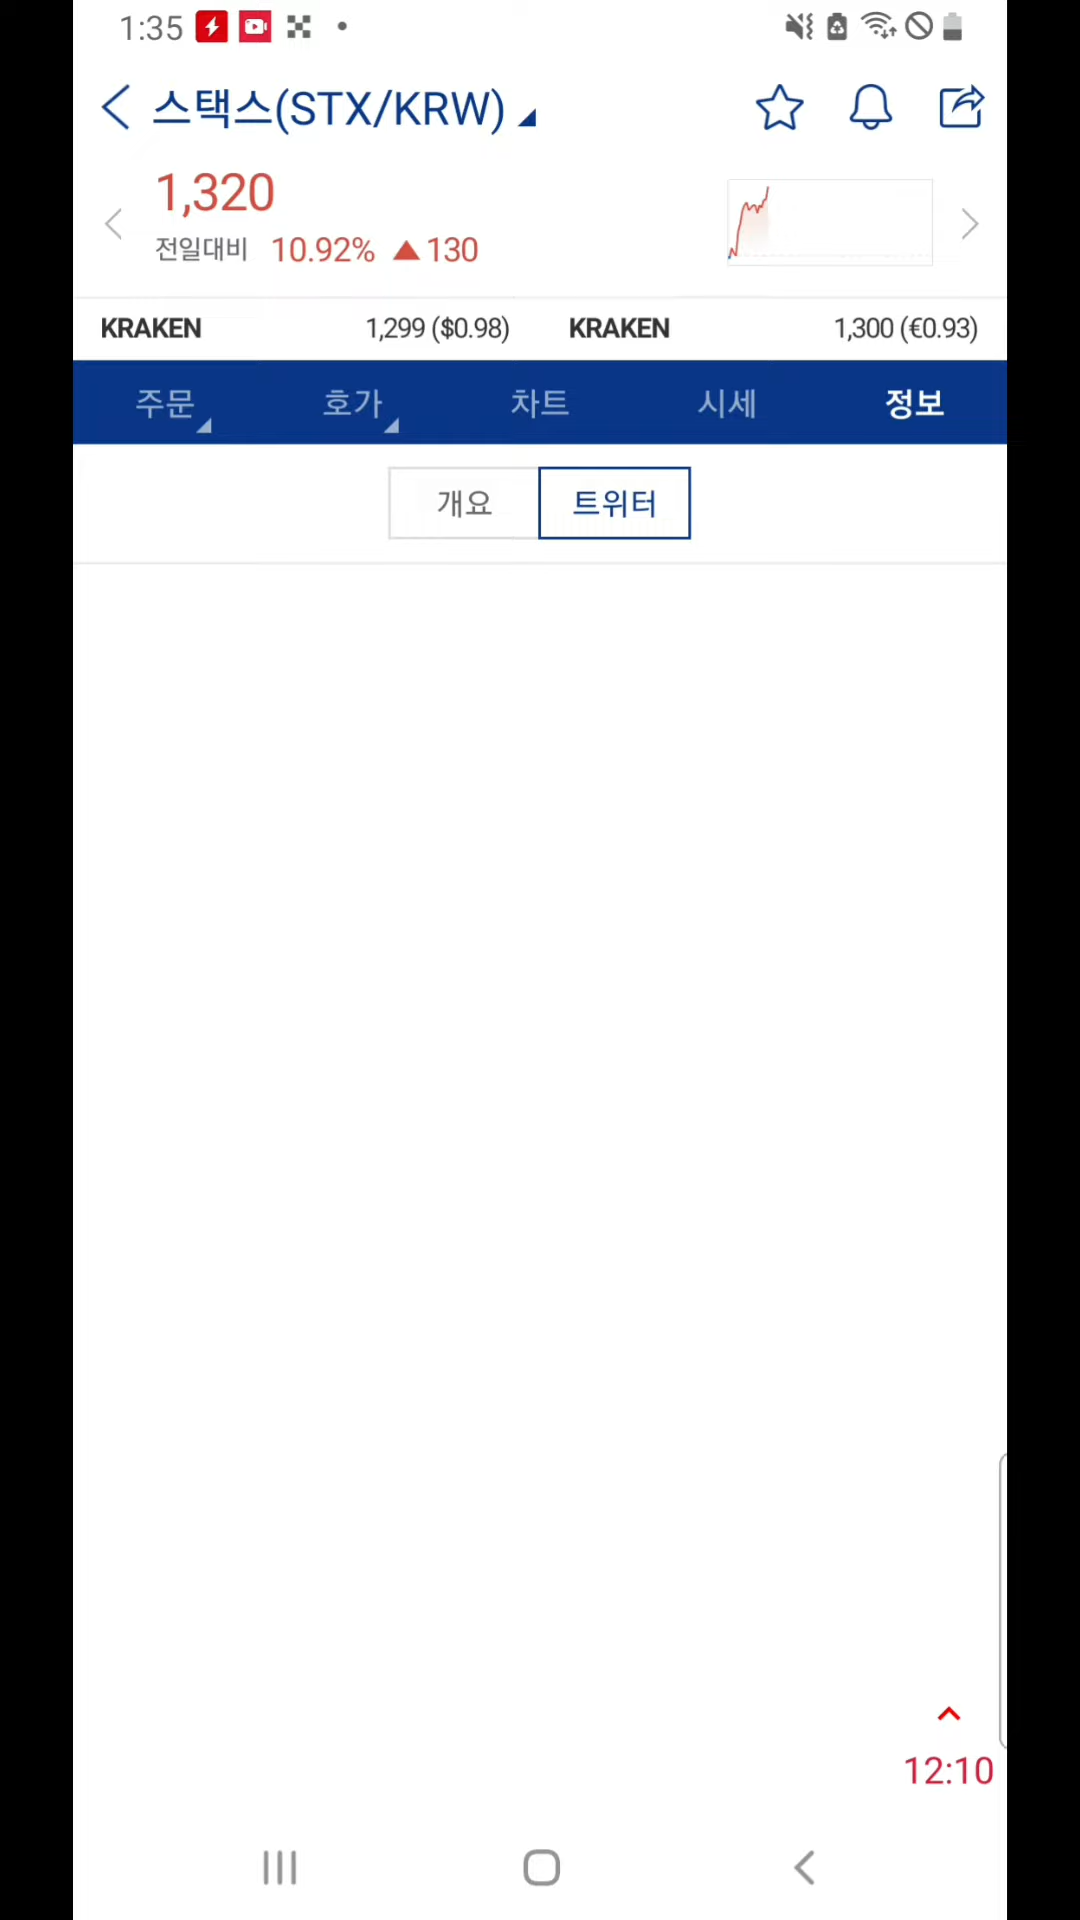 1:35
스택스(STX/KRW)
1,320
전일대비 10.92% ▲130
KRAKEN 1,299 ($0.98) KRAKEN 1,300 (€0.93)
주문 호가 차트 시세 정보
개요 트위터
12:10